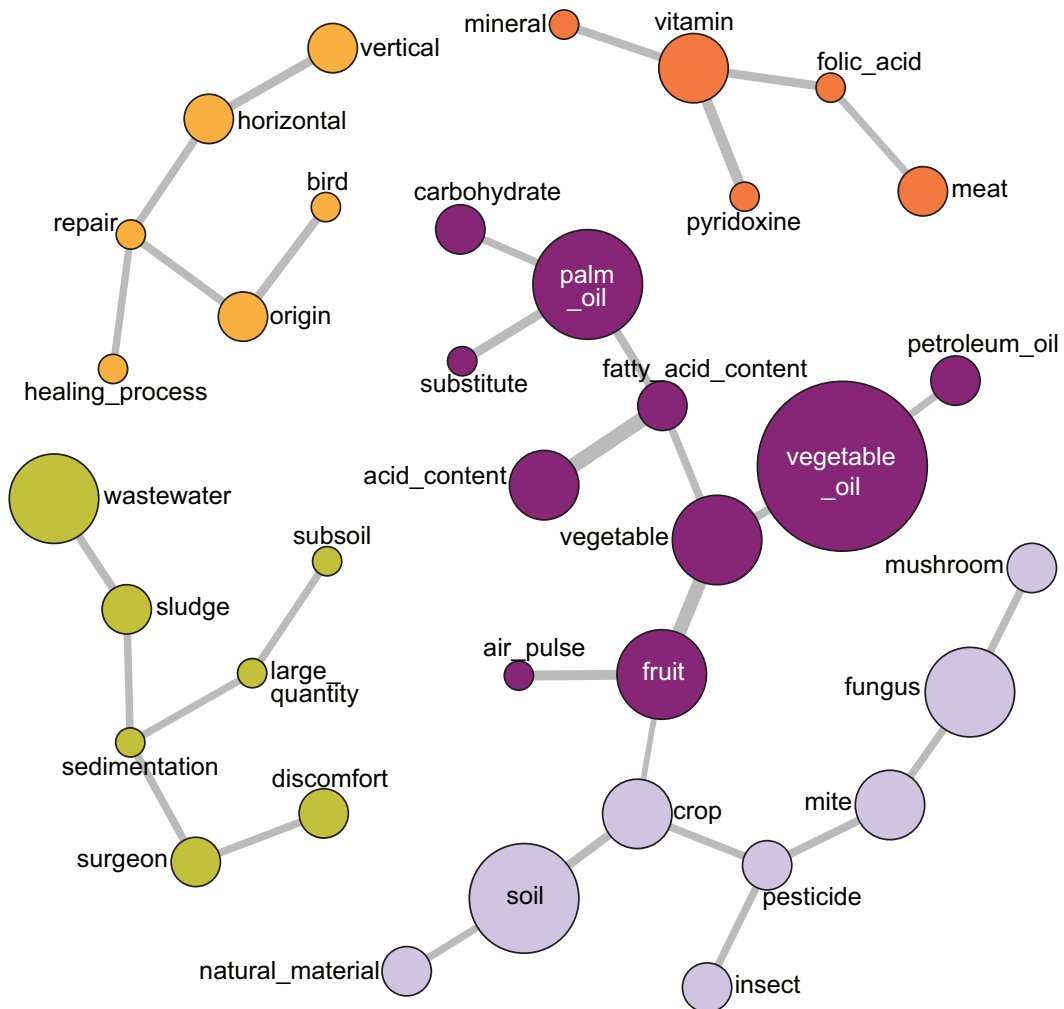 mineral
vitamin
folic_acid
meat
pyridoxine
vertical
horizontal
bird
repair
origin
healing_process
carbohydrate
palm
_oil
substitute
fatty_acid_content
petroleum_oil
acid_content
vegetable
_oil
vegetable
air_pulse
fruit
wastewater
subsoil
sludge
large_
quantity
sedimentation
discomfort
surgeon
mushroom
fungus
mite
crop
pesticide
soil
natural_material
insect